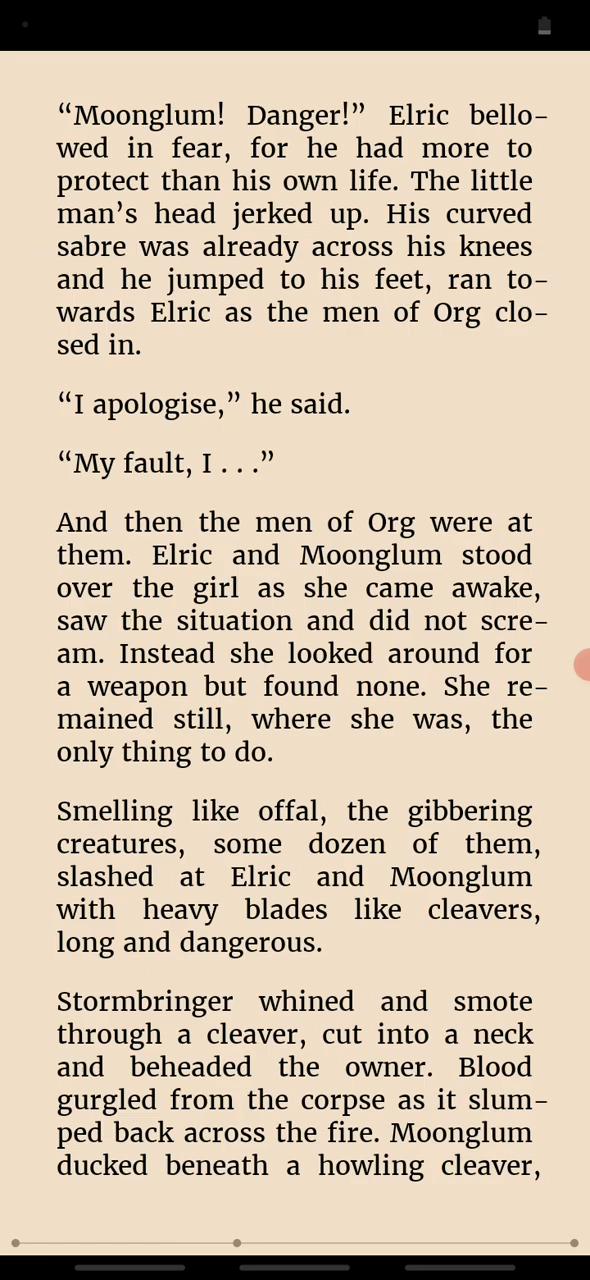 “Moonglum! Danger!” Elric bello-
wed in fear, for he had more to
protect than his own life. The little
man’s head jerked up. His curved
sabre was already across his knees
and he jumped to his feet, ran to-
wards Elric as the men of Org clo-
sed in.
“I apologise,” he said.
“My fault, I . . .”
And then the men of Org were at
them. Elric and Moonglum stood
over the girl as she came awake,
saw the situation and did not scre-
am. Instead she looked around for
a weapon but found none. She re-
mained still, where she was, the
only thing to do.
Smelling like offal, the gibbering
creatures, some dozen of them,
slashed at Elric and Moonglum
with heavy blades like cleavers,
long and dangerous.
Stormbringer whined and smote
through a cleaver, cut into a neck
and beheaded the owner. Blood
gurgled from the corpse as it slum-
ped back across the fire. Moonglum
ducked beneath a howling cleaver,